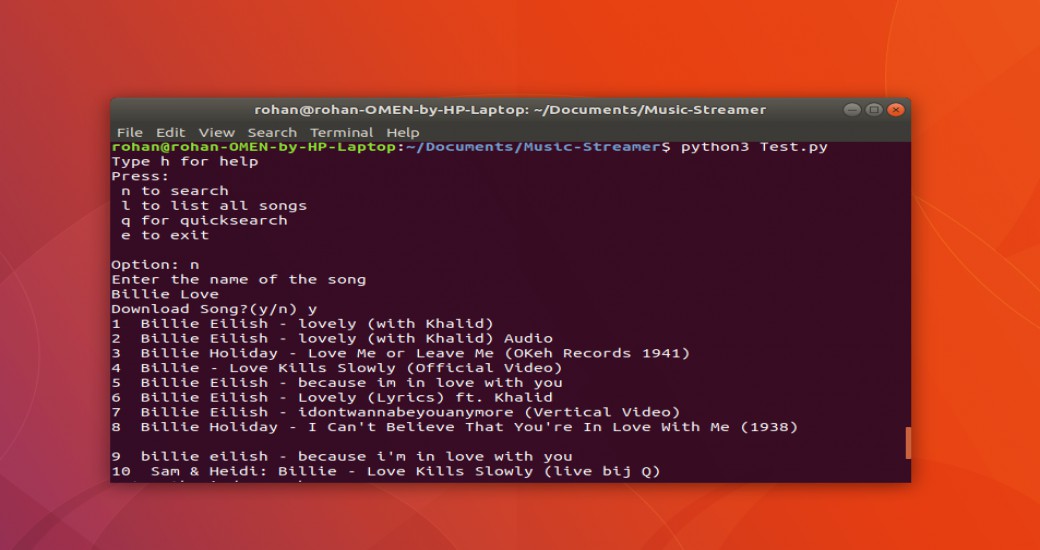 rohan@rohan-OMEN-by-HP-Laptop: ~/Documents/Music-Streamer
File Edit View Search Terminal Help
rohan@rohan-OMEN-by-HP-Laptop:~/Documents/Music-Streamer$ python3 Test.py
Type h for help
Press:
n to search
l to list all songs
q for quicksearch
e to exit
Option: n
Enter the name of the song
Billie Love
Download Song?(y/n) y
1 Billie Eilish - lovely (with Khalid)
2 Billie Eilish - lovely (with Khalid) Audio
3 Billie Holiday - Love Me or Leave Me (OKeh Records 1941)
4 Billie - Love Kills Slowly (Official Video)
5 Billie Eilish - because im in love with you
6 Billie Eilish - Lovely (Lyrics) ft. Khalid
7 Billie Eilish - idontwannabeyouanymore (Vertical Video)
8 Billie Holiday - I Can't Believe That You're In Love With Me (1938)
9 billie eilish - because i'm in love with you
10 Sam & Heidi: Billie - Love Kills Slowly (live bij Q)